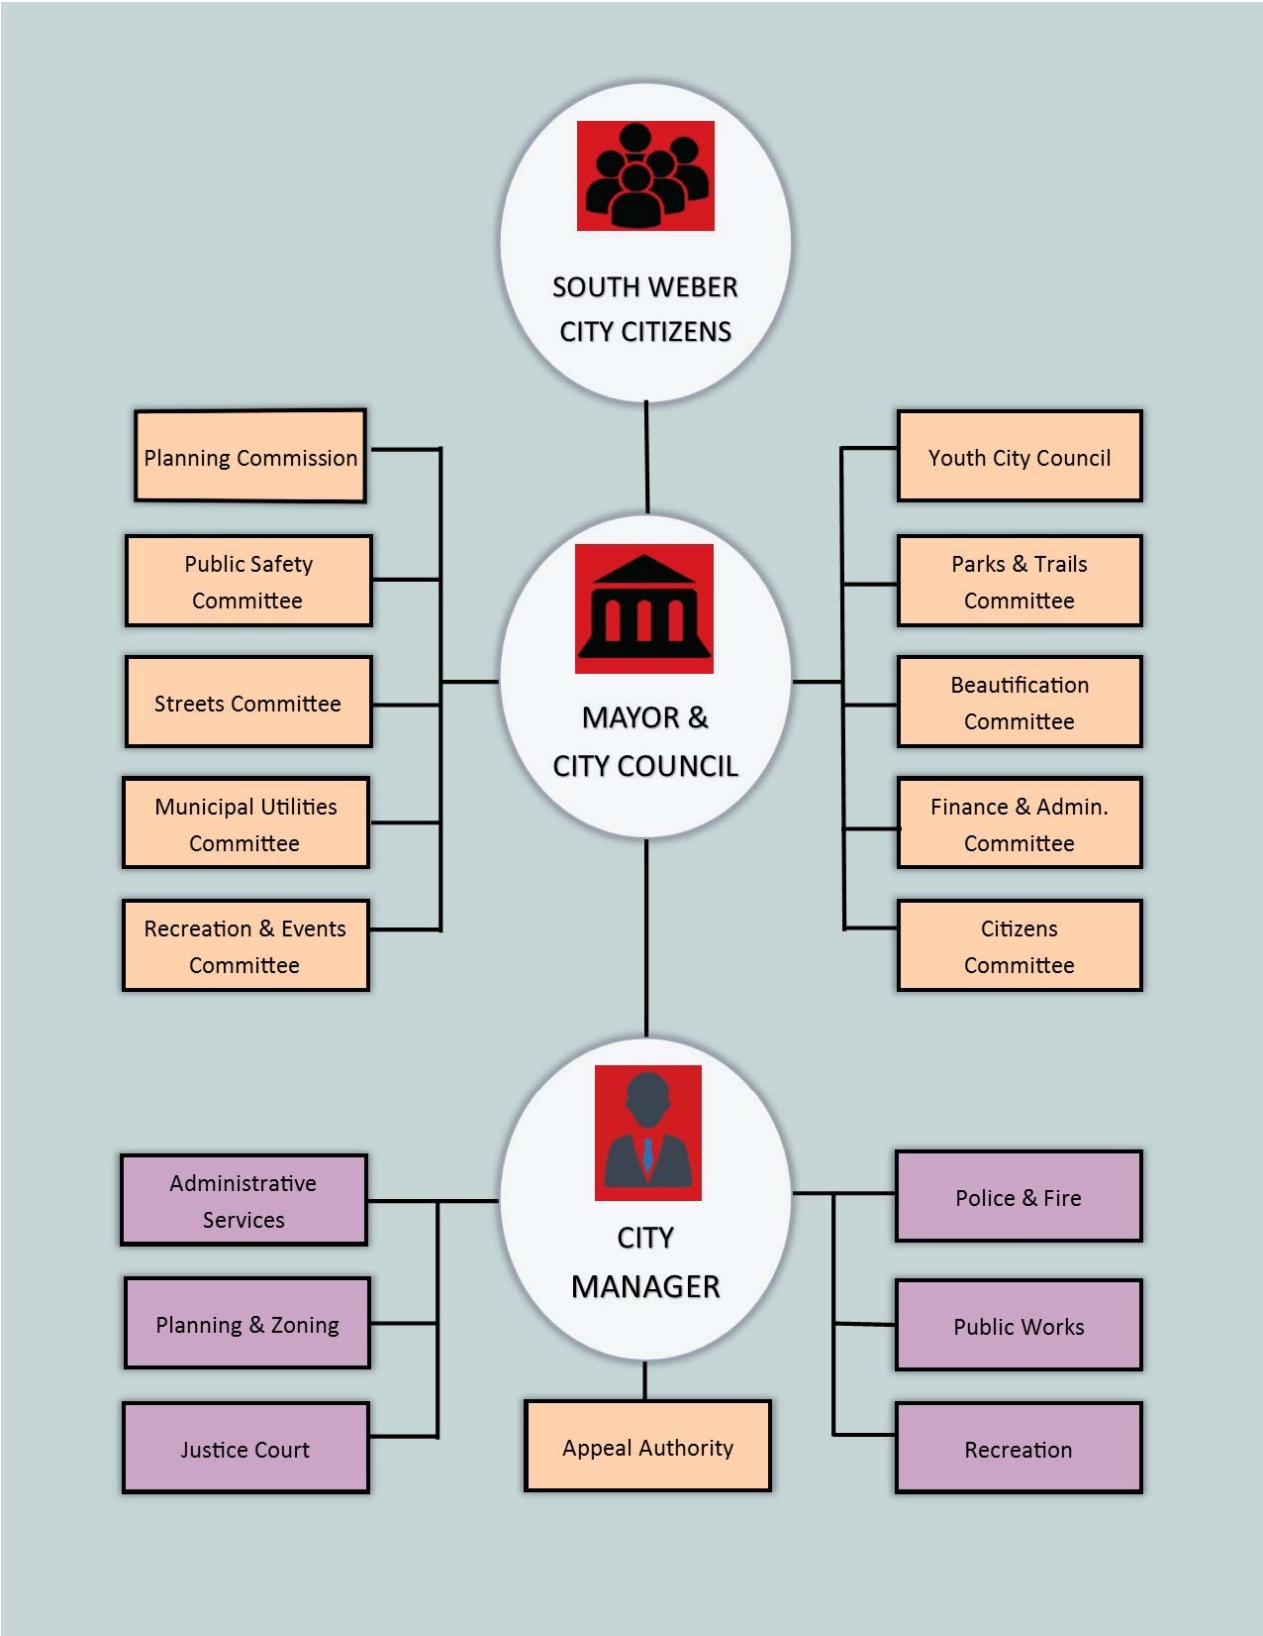 SOUTH WEBER
CITY CITIZENS
Planning Commission
Public Safety
Committee
Streets Committee
Municipal Utilities
Committee
Recreation & Events
Committee
MAYOR &
CITY COUNCIL
Youth City Council
Parks & Trails
Committee
Beautification
Committee
Finance & Admin.
Committee
Citizens
Committee
Administrative
Services
Planning & Zoning
Justice Court
CITY
MANAGER
Appeal Authority
Police & Fire
Public Works
Recreation